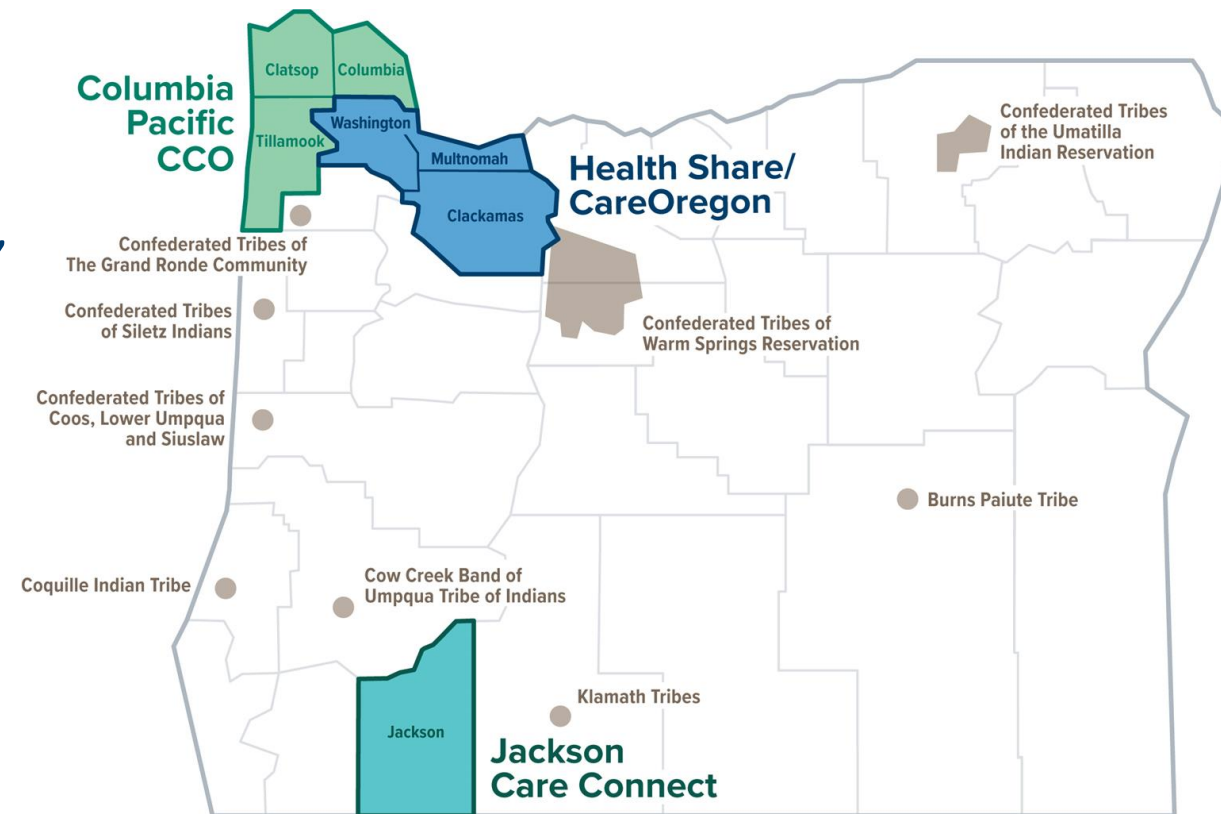 Clatsop
Columbia
Columbia
Pacific
CCO
Washington
Tillamook
Multnomah
Clackamas
Health Share/
CareOregon
Confederated Tribes
of the Umatilla
Indian Reservation
Confederated Tribes of
The Grand Ronde Community
Confederated Tribes
of Siletz Indians
Confederated Tribes of
Warm Springs Reservation
Confederated Tribes of
Coos, Lower Umpqua
and Siuslaw
Burns Paiute Tribe
Coquille Indian Tribe
Cow Creek Band of
Umpqua Tribe of Indians
Klamath Tribes
Jackson
Jackson
Care Connect